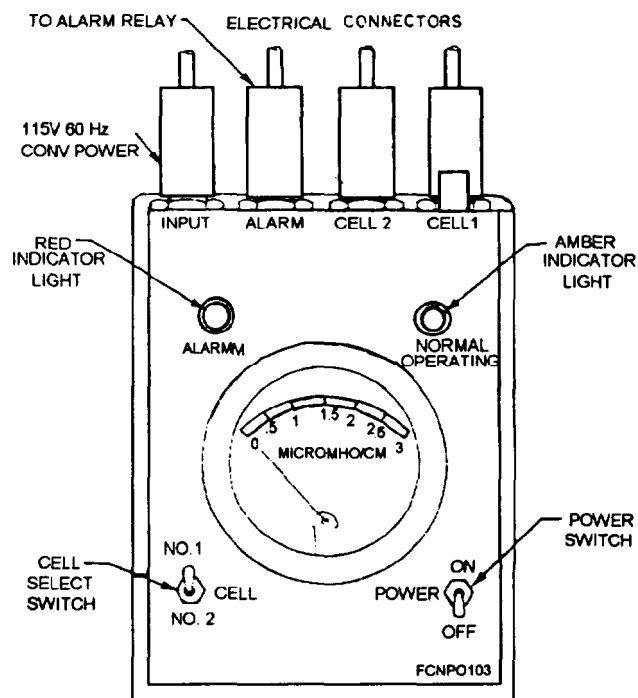 TO ALARM RELAY
ELECTRICAL CONNECTORS
115V 60 Hz
CONV POWER
INPUT
ALARM
CELL 2
CELL 1
RED
INDICATOR
LIGHT
AMBER
INDICATOR
LIGHT
ALARMM
NORMAL
OPERATING
0
.5
1
1.5
2
2.5
3
MICROMHO/CM
CELL
SELECT
SWITCH
NO.1
CELL
NO. 2
POWER
SWITCH
ON
POWER
OFF
FCNPO103